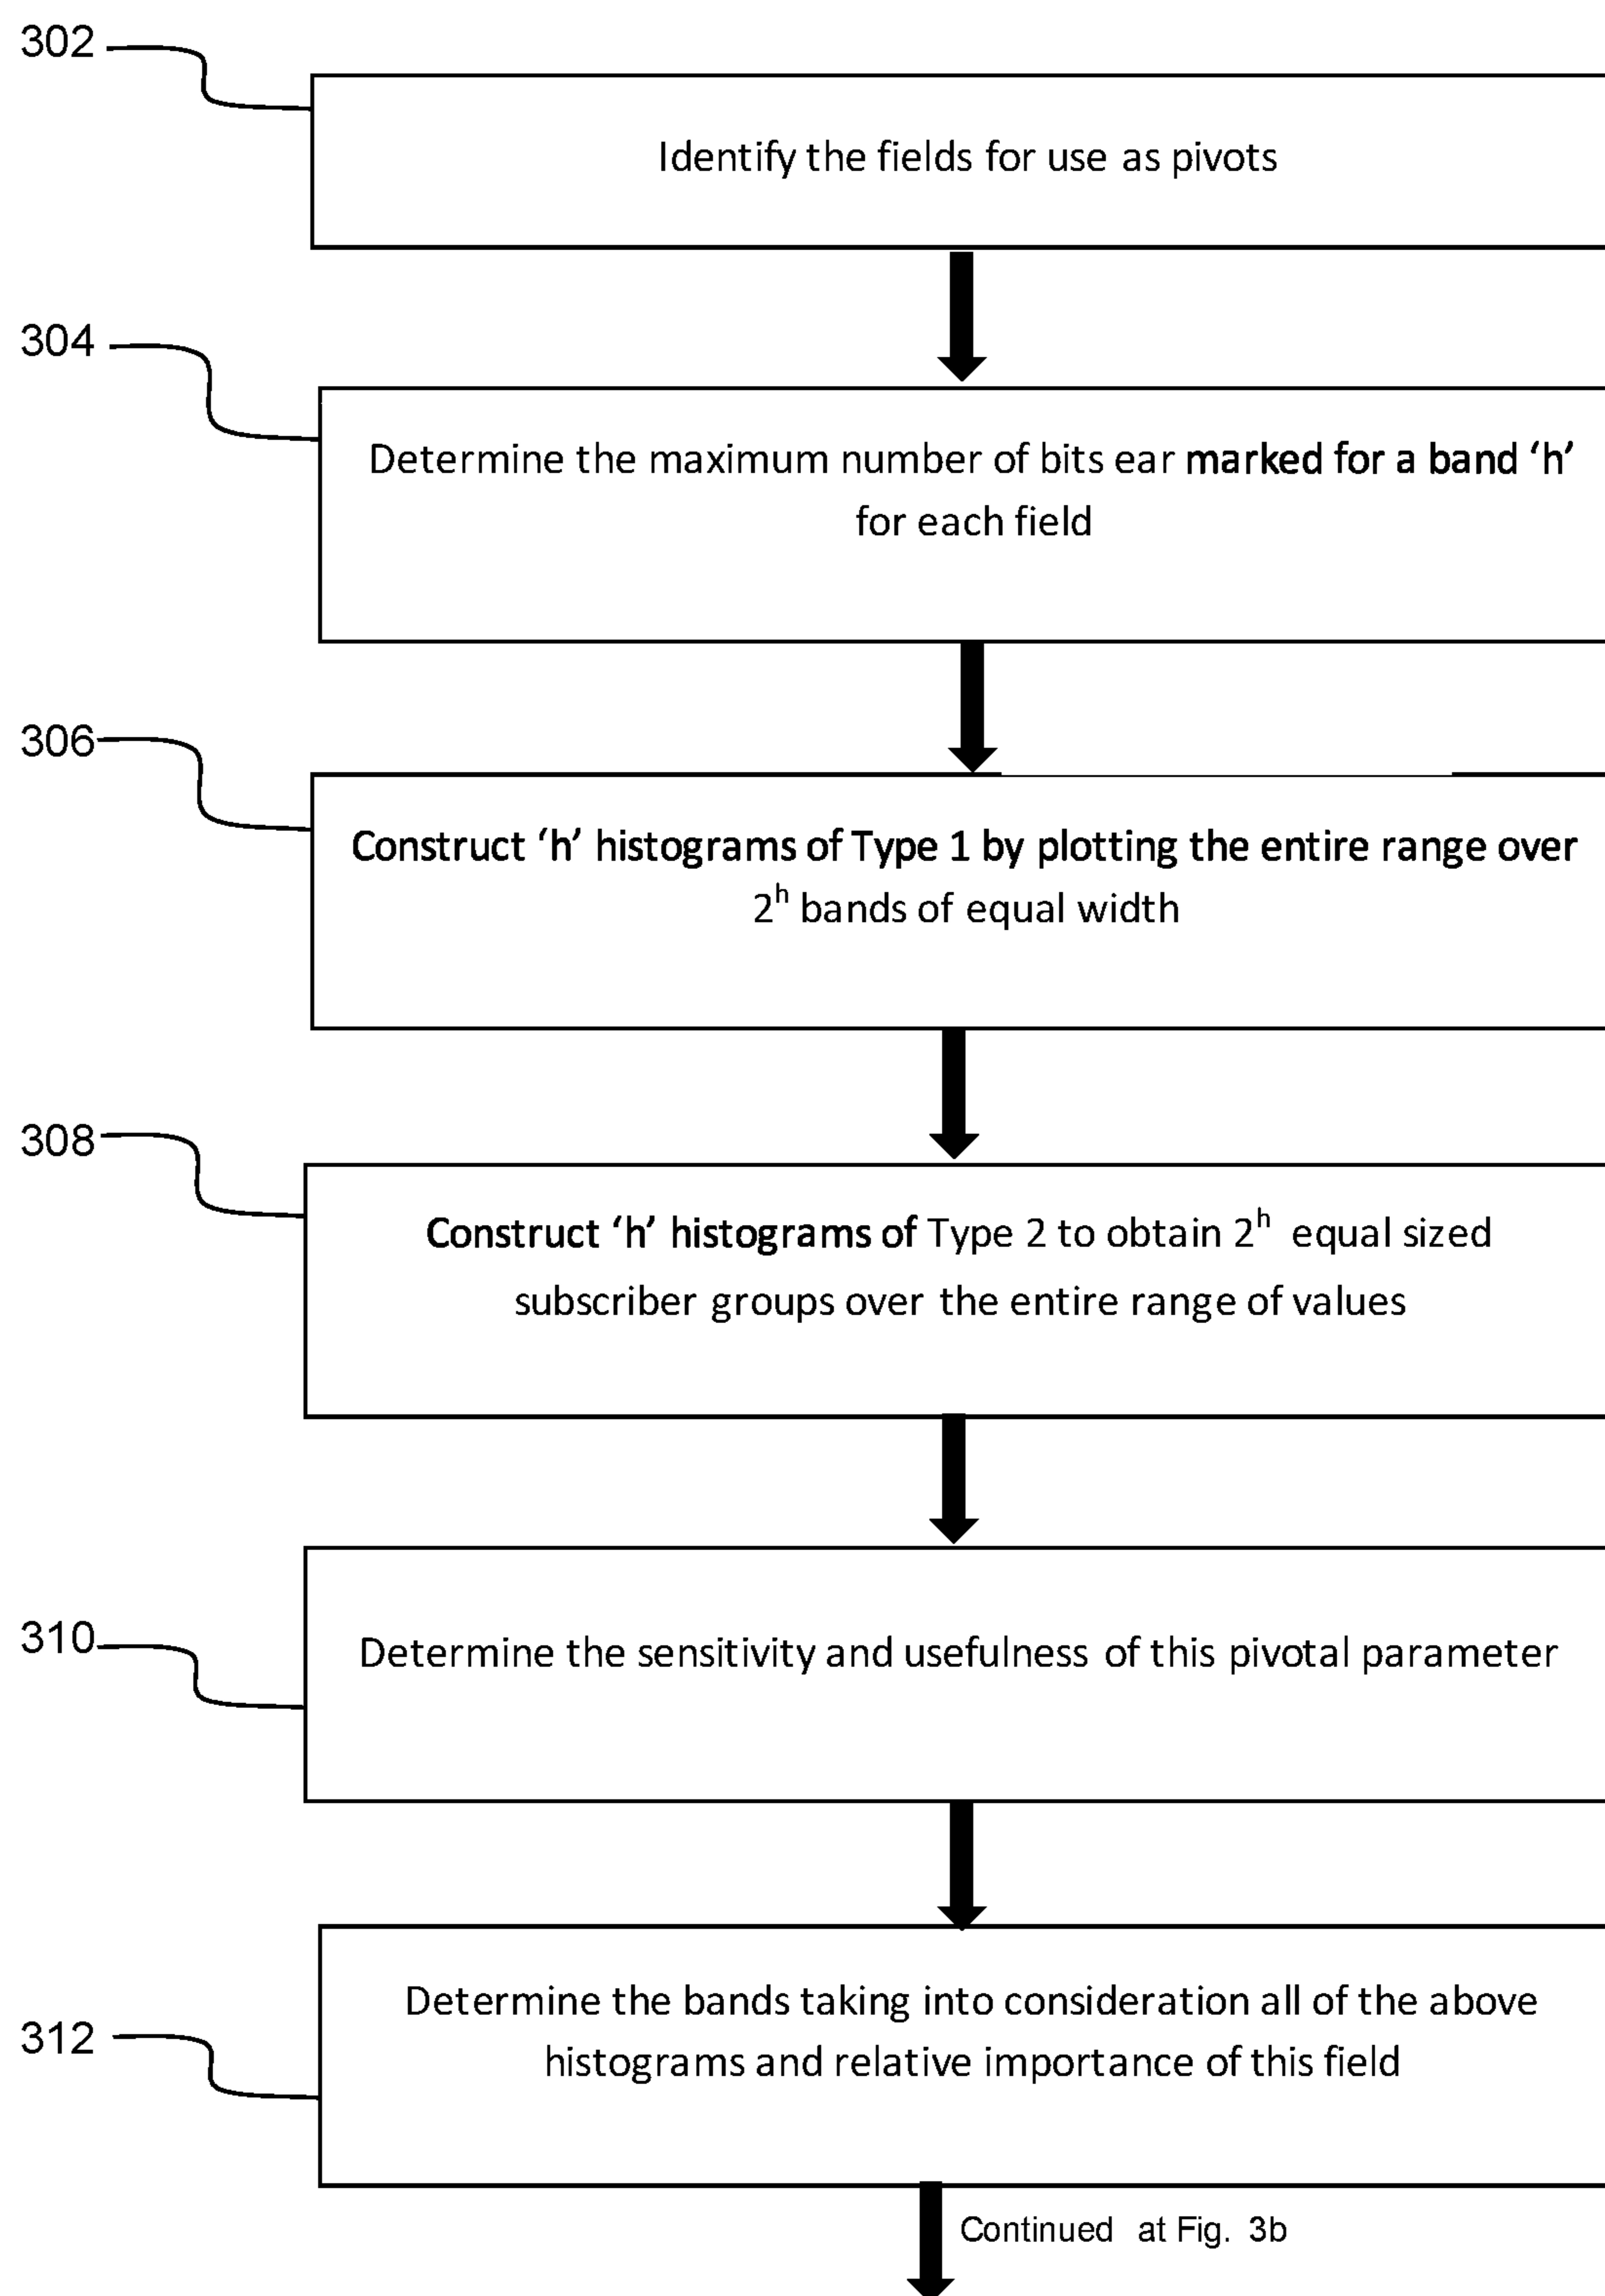 302
Identify the fields for use as pivots
304
Determine the maximum number of bits ear marked for a band ‘h’
for each field
306
Construct ‘h’ histograms of Type 1 by plotting the entire range over
2^h bands of equal width
308
Construct ‘h’ histograms of Type 2 to obtain 2^h equal sized
subscriber groups over the entire range of values
310
Determine the sensitivity and usefulness of this pivotal parameter
312
Determine the bands taking into consideration all of the above
histograms and relative importance of this field
Continued at Fig. 3b